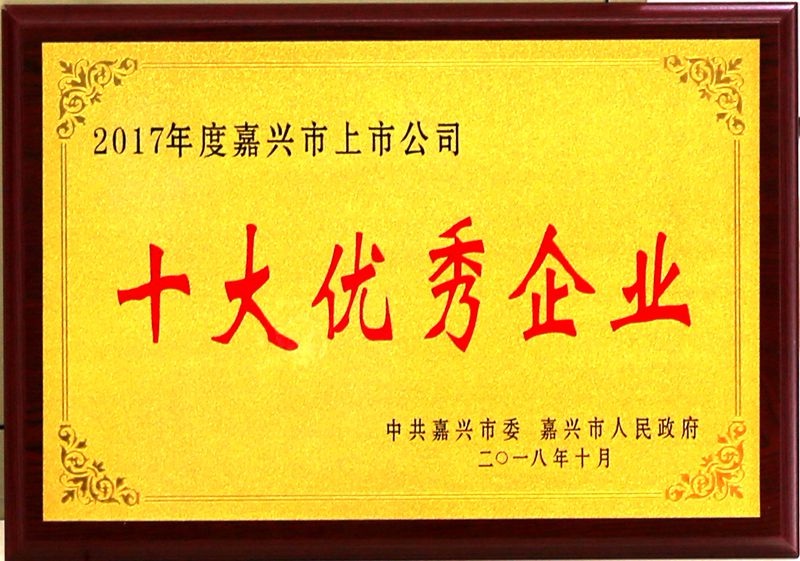 2017年度嘉兴市上市公司
十大优秀企业
中共嘉兴市委 嘉兴市人民政府
二〇一八年十月